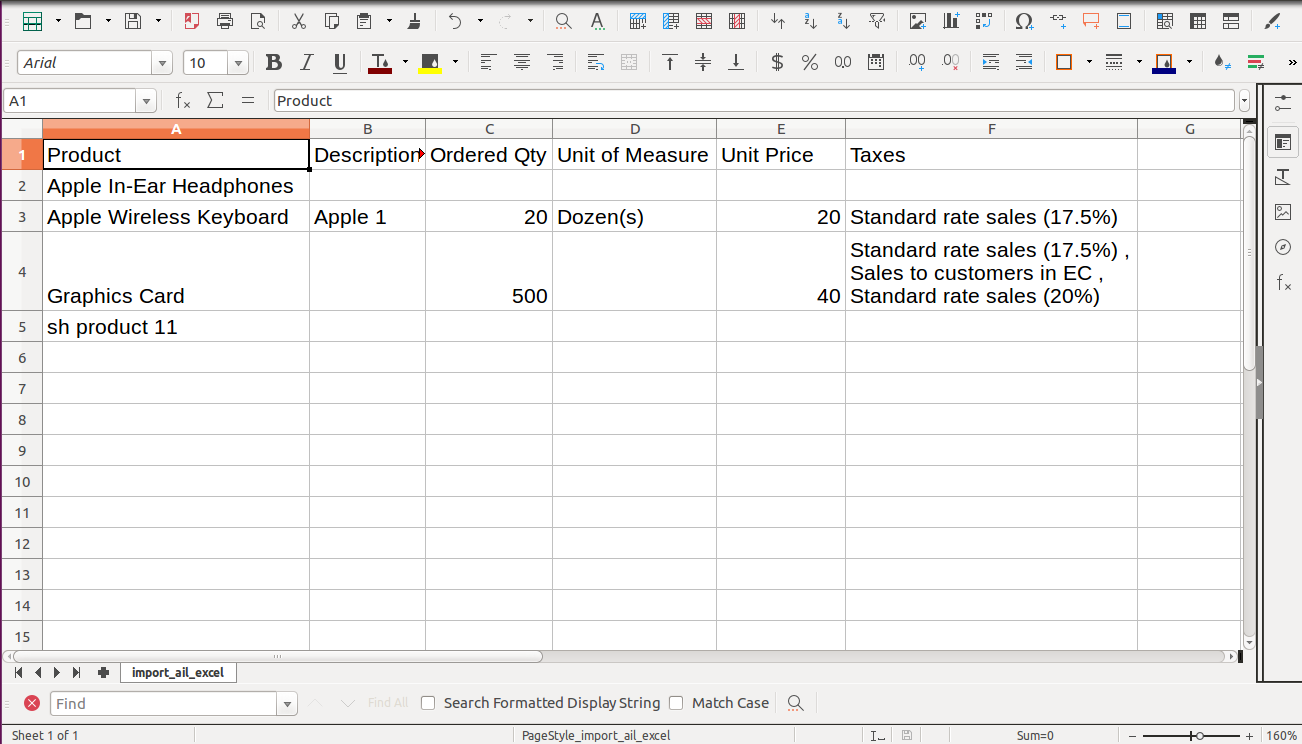 Arial 10
A1 Product
A B C D E F G
1 Product Description Ordered Qty Unit of Measure Unit Price Taxes
2 Apple In-Ear Headphones
3 Apple Wireless Keyboard Apple 1 20 Dozen(s) 20 Standard rate sales (17.5%)
Standard rate sales (17.5%) ,
4 Sales to customers in EC ,
Graphics Card 500 40 Standard rate sales (20%)
5 sh product 11
6
7
8
9
10
11
12
13
14
15
import_ail_excel
Find Find All Search Formatted Display String Match Case
Sheet 1 of 1 PageStyle_import_ail_excel Sum=0 160%